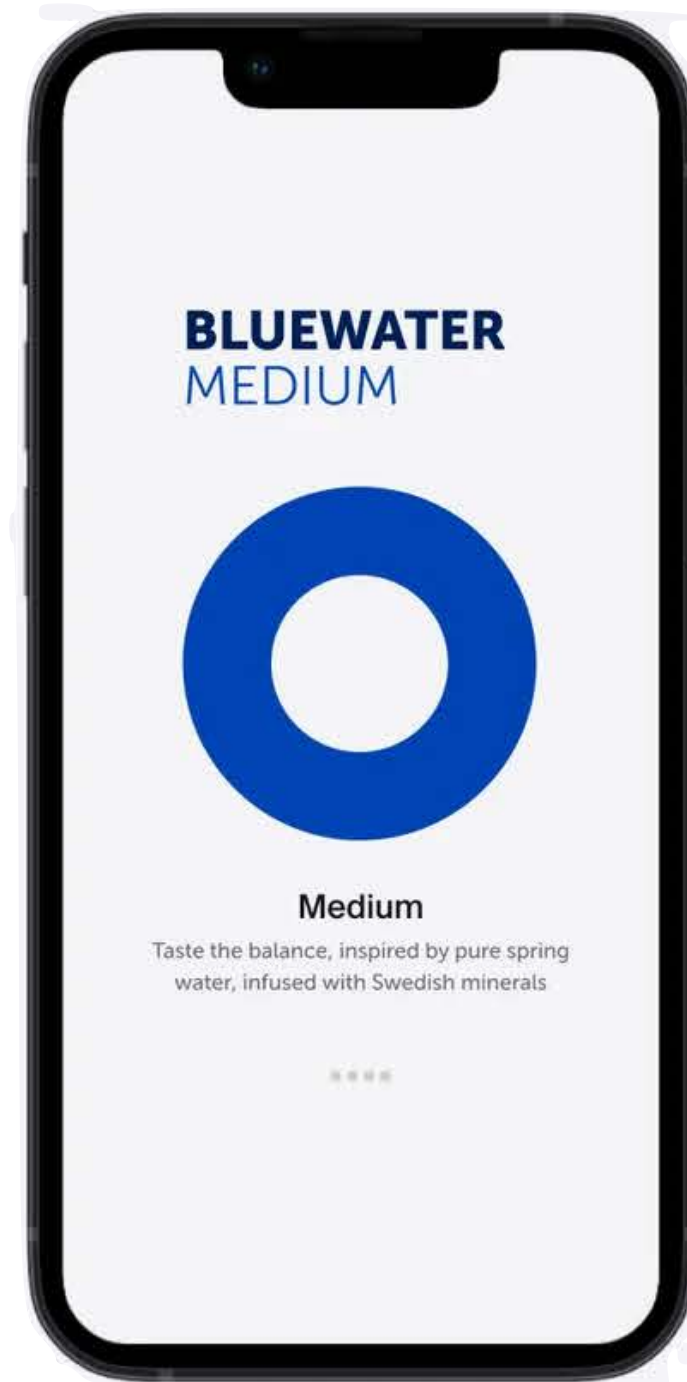 BLUEWATER
MEDIUM
Medium
Taste the balance, inspired by pure spring
water, infused with Swedish minerals